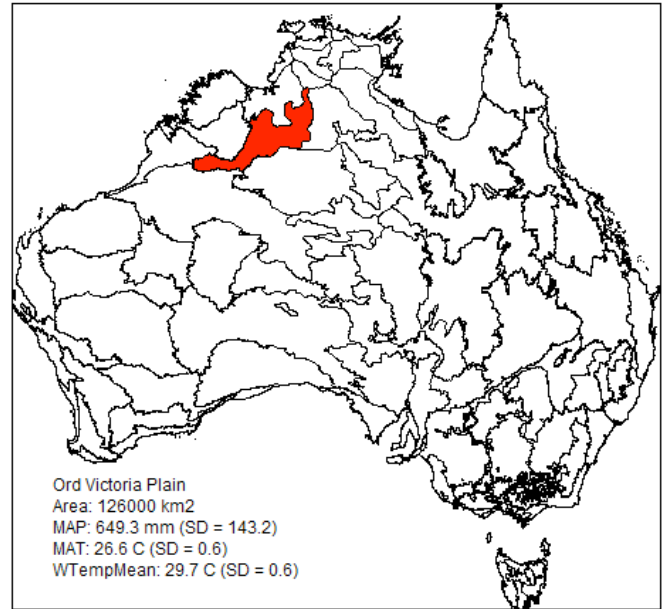 Ord Victoria Plain
Area: 126000 km2
MAP: 649.3 mm (SD = 143.2)
MAT: 26.6 C (SD = 0.6)
WTempMean: 29.7 C (SD = 0.6)